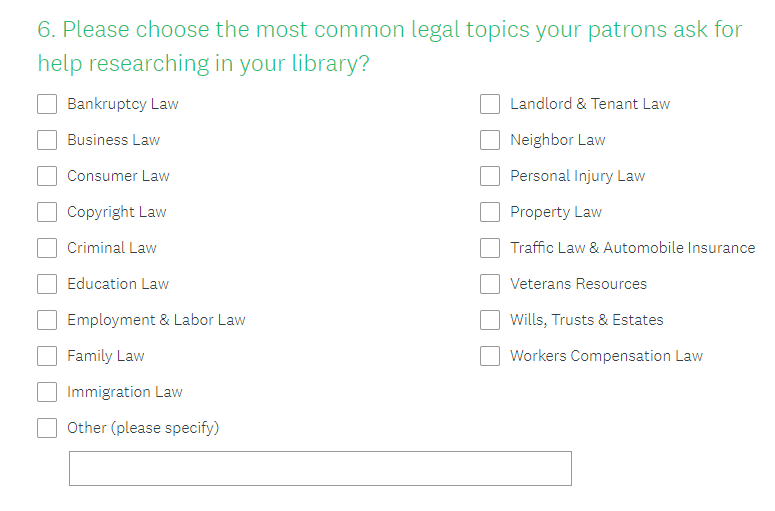 6. Please choose the most common legal topics your patrons ask for
help researching in your library?
Bankruptcy Law
Business Law
Consumer Law
Copyright Law
Criminal Law
Education Law
Employment & Labor Law
Family Law
Immigration Law
Other (please specify)
Landlord & Tenant Law
Neighbor Law
Personal Injury Law
Property Law
Traffic Law & Automobile Insurance
Veterans Resources
Wills, Trusts & Estates
Workers Compensation Law